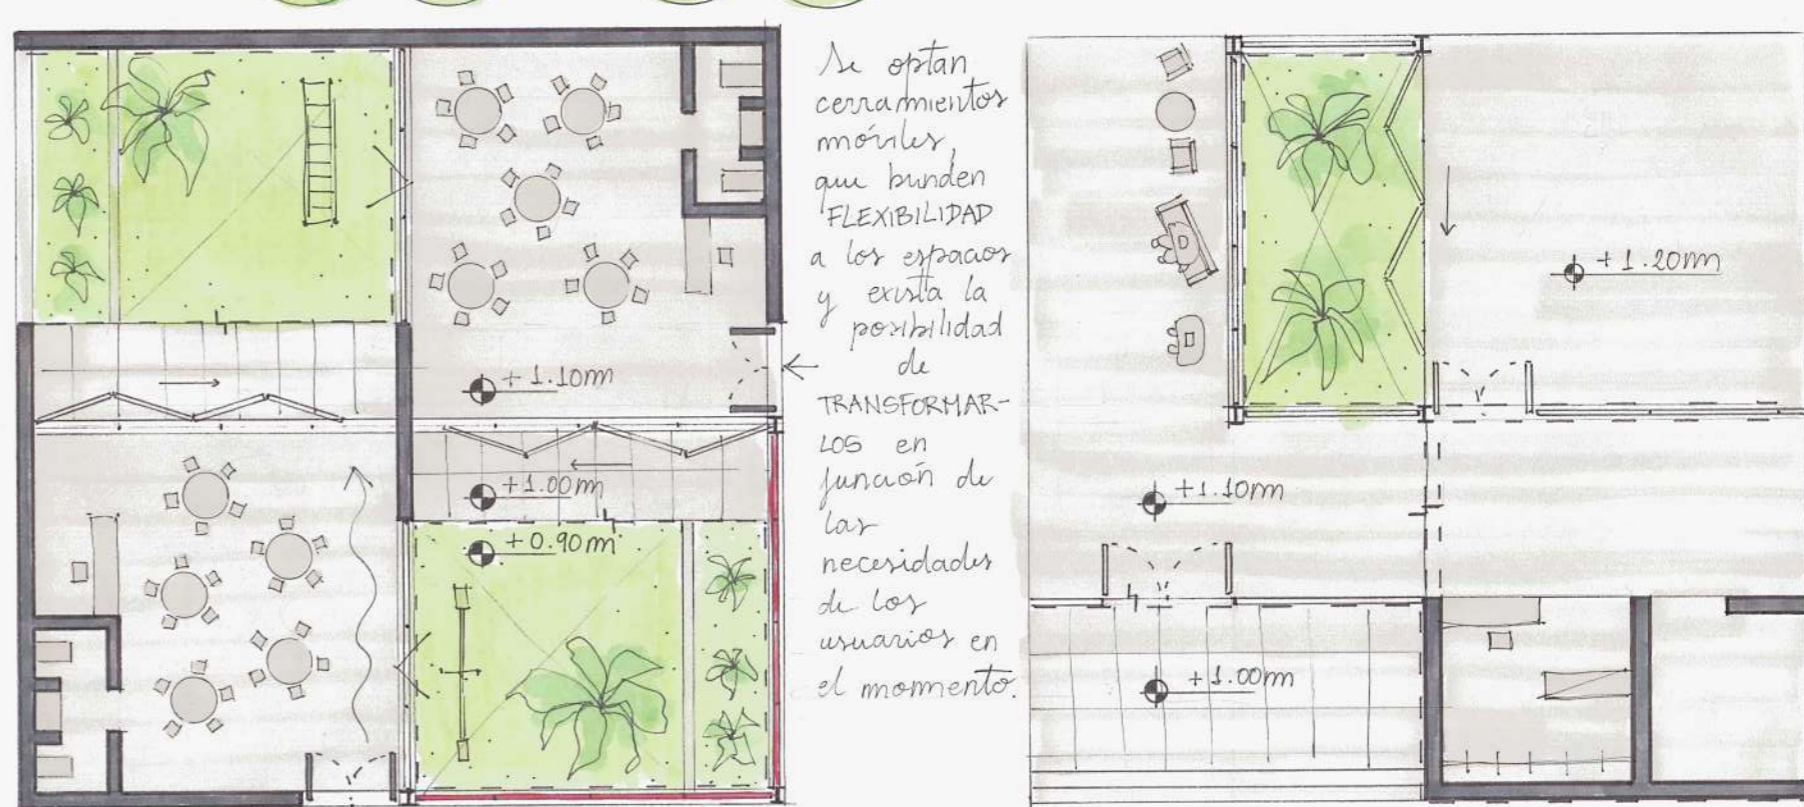 Se optan
cerramientos
móviles,
que brinden
FLEXIBILIDAD
a los espacios
y exista la
posibilidad
de
TRANSFORMAR-
LOS en
función de
las
necesidades
de los
usuarios en
el momento.
+1.10m
+1.00m
+0.90m
+1.20m
+1.10m
+1.00m